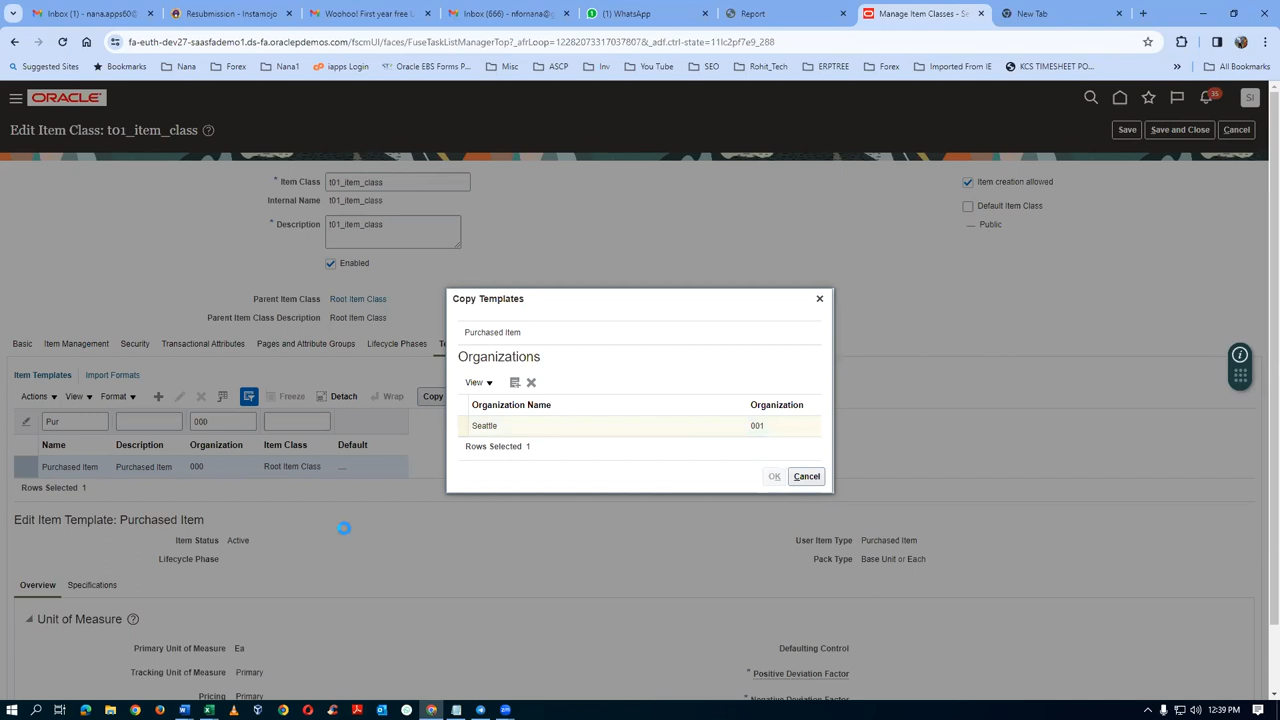 Inbox (1) - nana.apps60@
Resubmission - Instamojo
Woohoo! First year free L
Inbox (666) - nfornana@g
(1) WhatsApp
Report
Manage Item Classes - Se
New Tab
fa-euth-dev27-saasfademo1.ds-fa.oraclepdemos.com/fscmUI/faces/FuseTaskListManagerTop?_afrLoop=122820733170378078&_adf.ctrl-state=11lc2pf7e9_288
Suggested Sites
Bookmarks
Nana
Forex
Nana1
iapps Login
Oracle EBS Forms P...
Misc
ASCP
Inv
You Tube
SEO
Rohit_Tech
ERPTREE
Forex
Imported From IE
KCS TIMESHEET PO...
»
All Bookmarks
ORACLE
35
SI
Edit Item Class: t01_item_class
Save
Save and Close
Cancel
* Item Class t01_item_class
Item creation allowed
Internal Name t01_item_class
Default Item Class
* Description t01_item_class
Public
Enabled
Parent Item Class Root Item Class
Parent Item Class Description Root Item Class
Basic Item Management Security Transactional Attributes Pages and Attribute Groups Lifecycle Phases
Item Templates Import Formats
Actions View Format Freeze Detach Wrap Copy
Pur 000
Name Description Organization Item Class Default
Purchased Item Purchased Item 000 Root Item Class
Rows Selected 1
Copy Templates
Purchased Item
Organizations
View
Organization Name Organization
Seattle 001
Rows Selected 1
OK Cancel
Edit Item Template: Purchased Item
Item Status Active
User Item Type Purchased Item
Lifecycle Phase
Pack Type Base Unit or Each
Overview Specifications
Unit of Measure
Primary Unit of Measure Ea
Defaulting Control
Tracking Unit of Measure Primary
* Positive Deviation Factor
Pricing Primary
* Negative Deviation Factor
12:39 PM